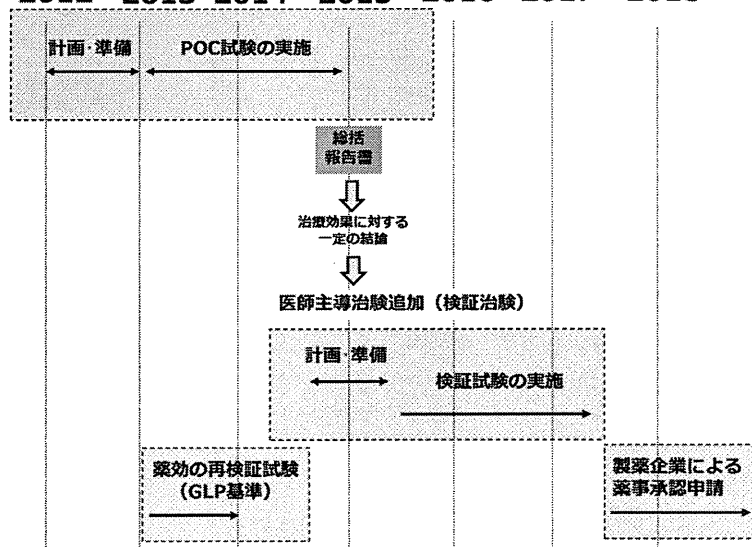 計画・準備
POC試験の実施
総括
報告書
治療効果に対する
一定の結論
医師主導治験追加（検証治験）
計画・準備
検証試験の実施
薬効の再検証試験
（GLP基準）
製薬企業による
薬事承認申請